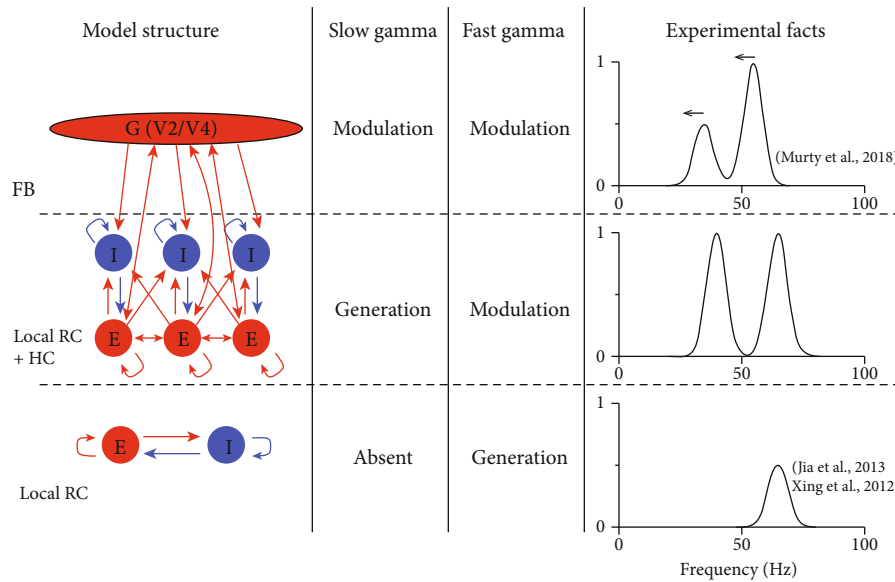 Model structure
Slow gamma
Fast gamma
Experimental facts
G (V2/V4)
FB
Modulation
Modulation
1
0
0
50
100
(Murty et al., 2018)
I
I
I
E
E
E
Local RC
+ HC
Generation
Modulation
1
0
0
50
100
E
I
Local RC
Absent
Generation
1
0
0
50
100
(Jia et al., 2013
Xing et al., 2012
Frequency (Hz)